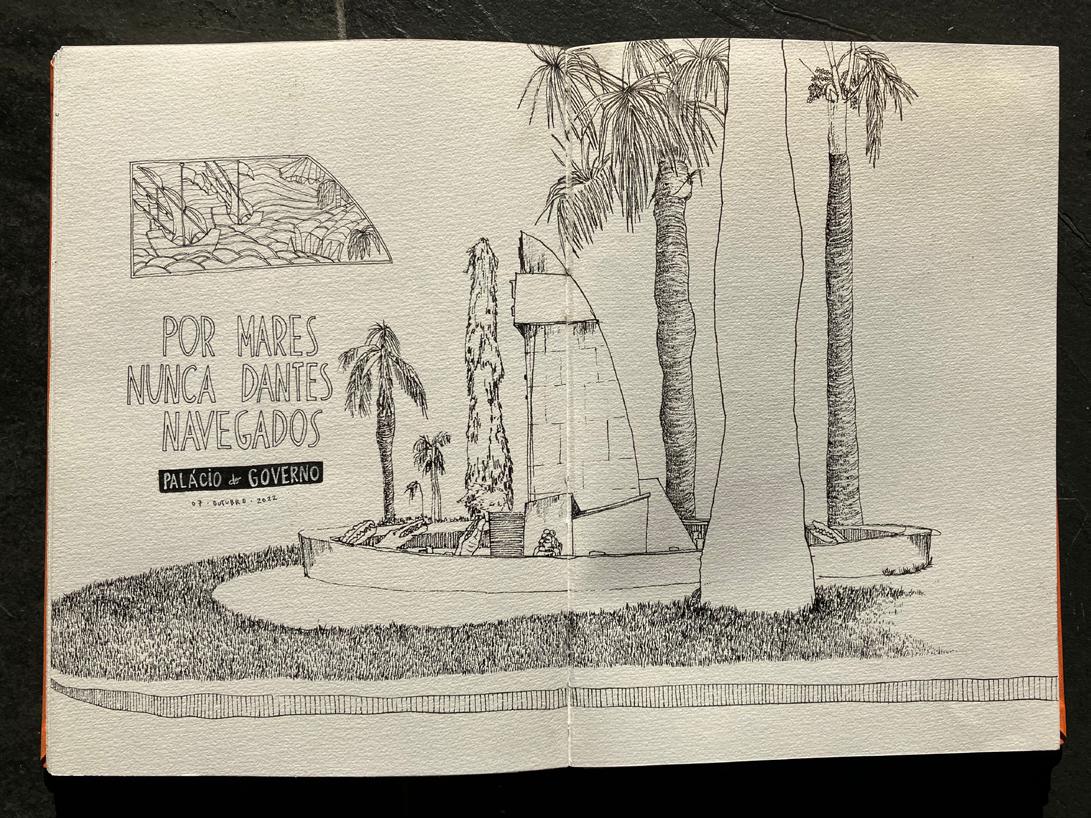 POR MARES
NUNCA DANTES
NAVEGADOS
PALÁCIO do GOVERNO
07 · OUTUBRO · 2022